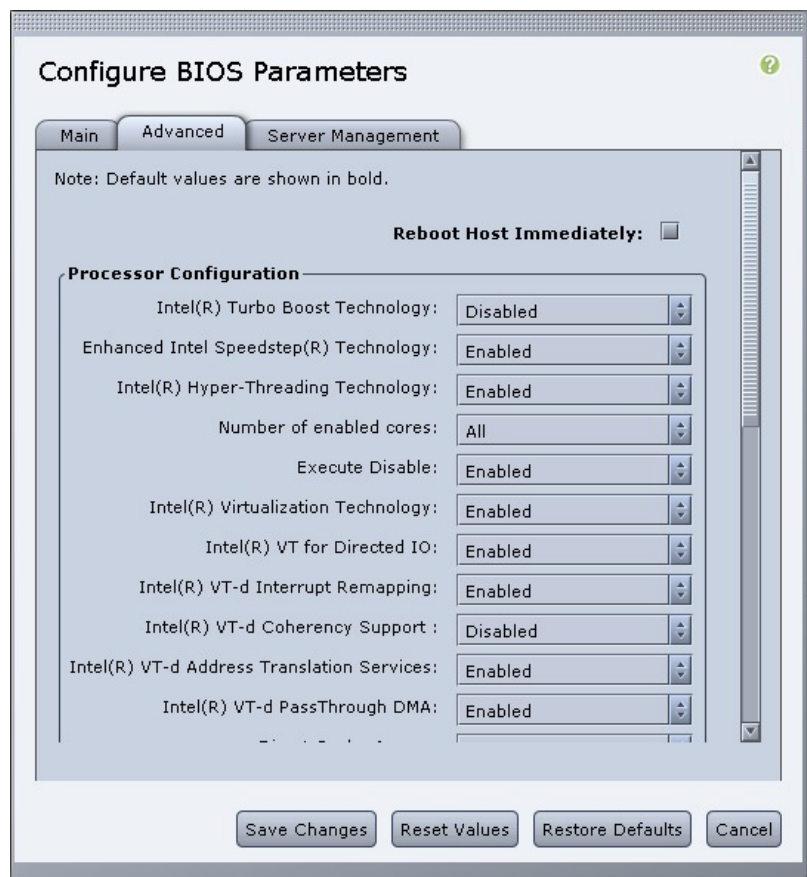 Configure BIOS Parameters
Main
Advanced
Server Management
Note: Default values are shown in bold.
Reboot Host Immediately:
Processor Configuration
Intel(R) Turbo Boost Technology: Disabled
Enhanced Intel Speedstep(R) Technology: Enabled
Intel(R) Hyper-Threading Technology: Enabled
Number of enabled cores: All
Execute Disable: Enabled
Intel(R) Virtualization Technology: Enabled
Intel(R) VT for Directed IO: Enabled
Intel(R) VT-d Interrupt Remapping: Enabled
Intel(R) VT-d Coherency Support : Disabled
Intel(R) VT-d Address Translation Services: Enabled
Intel(R) VT-d PassThrough DMA: Enabled
Save Changes
Reset Values
Restore Defaults
Cancel